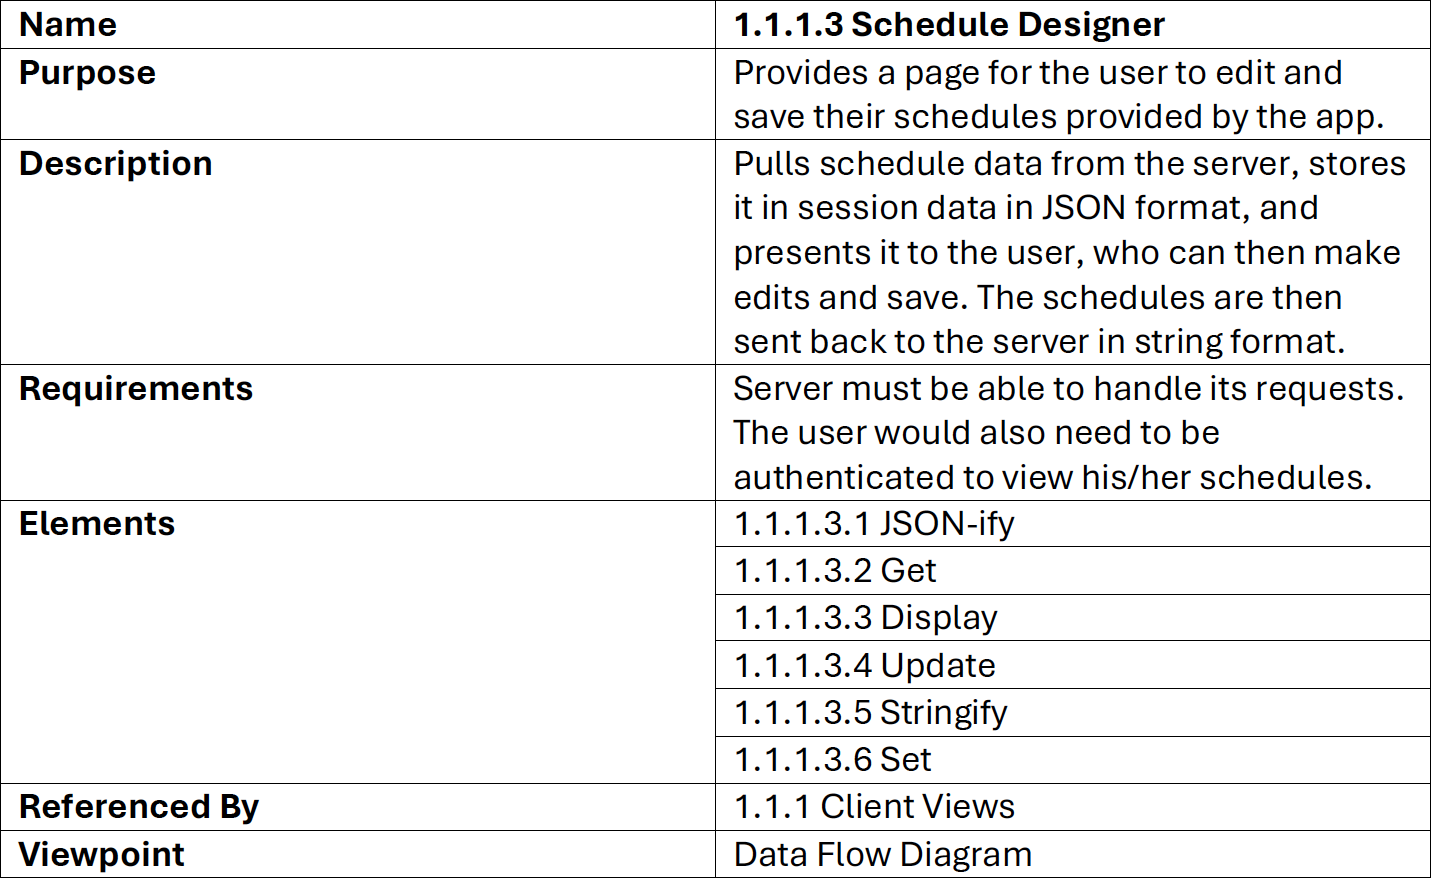 Name
1.1.1.3 Schedule Designer
Purpose
Provides a page for the user to edit and
save their schedules provided by the app.
Description
Pulls schedule data from the server, stores
it in session data in JSON format, and
presents it to the user, who can then make
edits and save. The schedules are then
sent back to the server in string format.
Requirements
Server must be able to handle its requests.
The user would also need to be
authenticated to view his/her schedules.
Elements
1.1.1.3.1 JSON-ify
1.1.1.3.2 Get
1.1.1.3.3 Display
1.1.1.3.4 Update
1.1.1.3.5 Stringify
1.1.1.3.6 Set
Referenced By
1.1.1 Client Views
Viewpoint
Data Flow Diagram